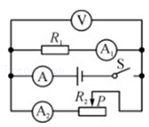 V
R₁ A₁
A S
A₂ R₂ P